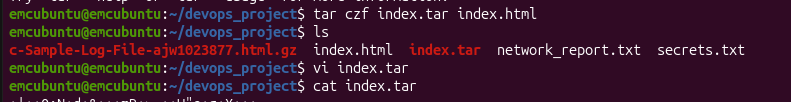 emcubuntu@emcubuntu:~/devops_project$ tar czf index.tar index.html
emcubuntu@emcubuntu:~/devops_project$ ls
c-Sample-Log-File-ajw1023877.html.gz index.html index.tar network_report.txt secrets.txt
emcubuntu@emcubuntu:~/devops_project$ vi index.tar
emcubuntu@emcubuntu:~/devops_project$ cat index.tar